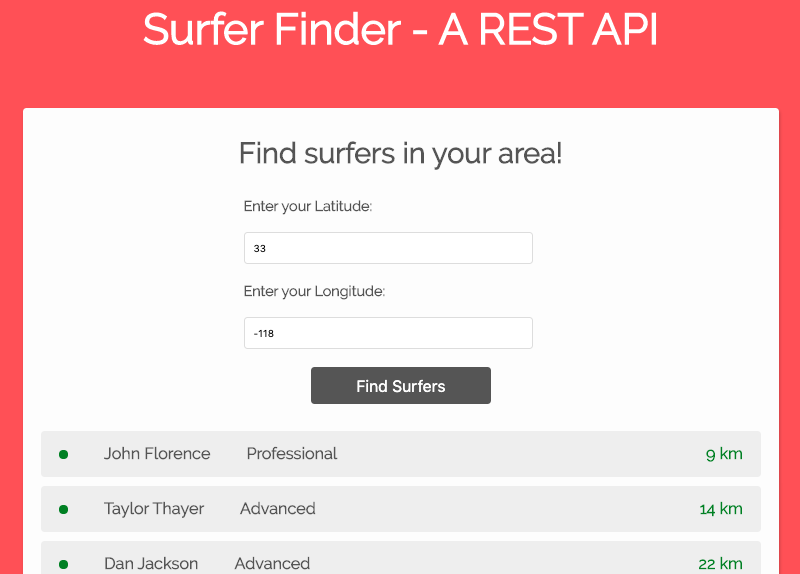 Surfer Finder - A REST API
Find surfers in your area!
Enter your Latitude:
33
Enter your Longitude:
-118
Find Surfers
John Florence Professional 9 km
Taylor Thayer Advanced 14 km
Dan Jackson Advanced 22 km